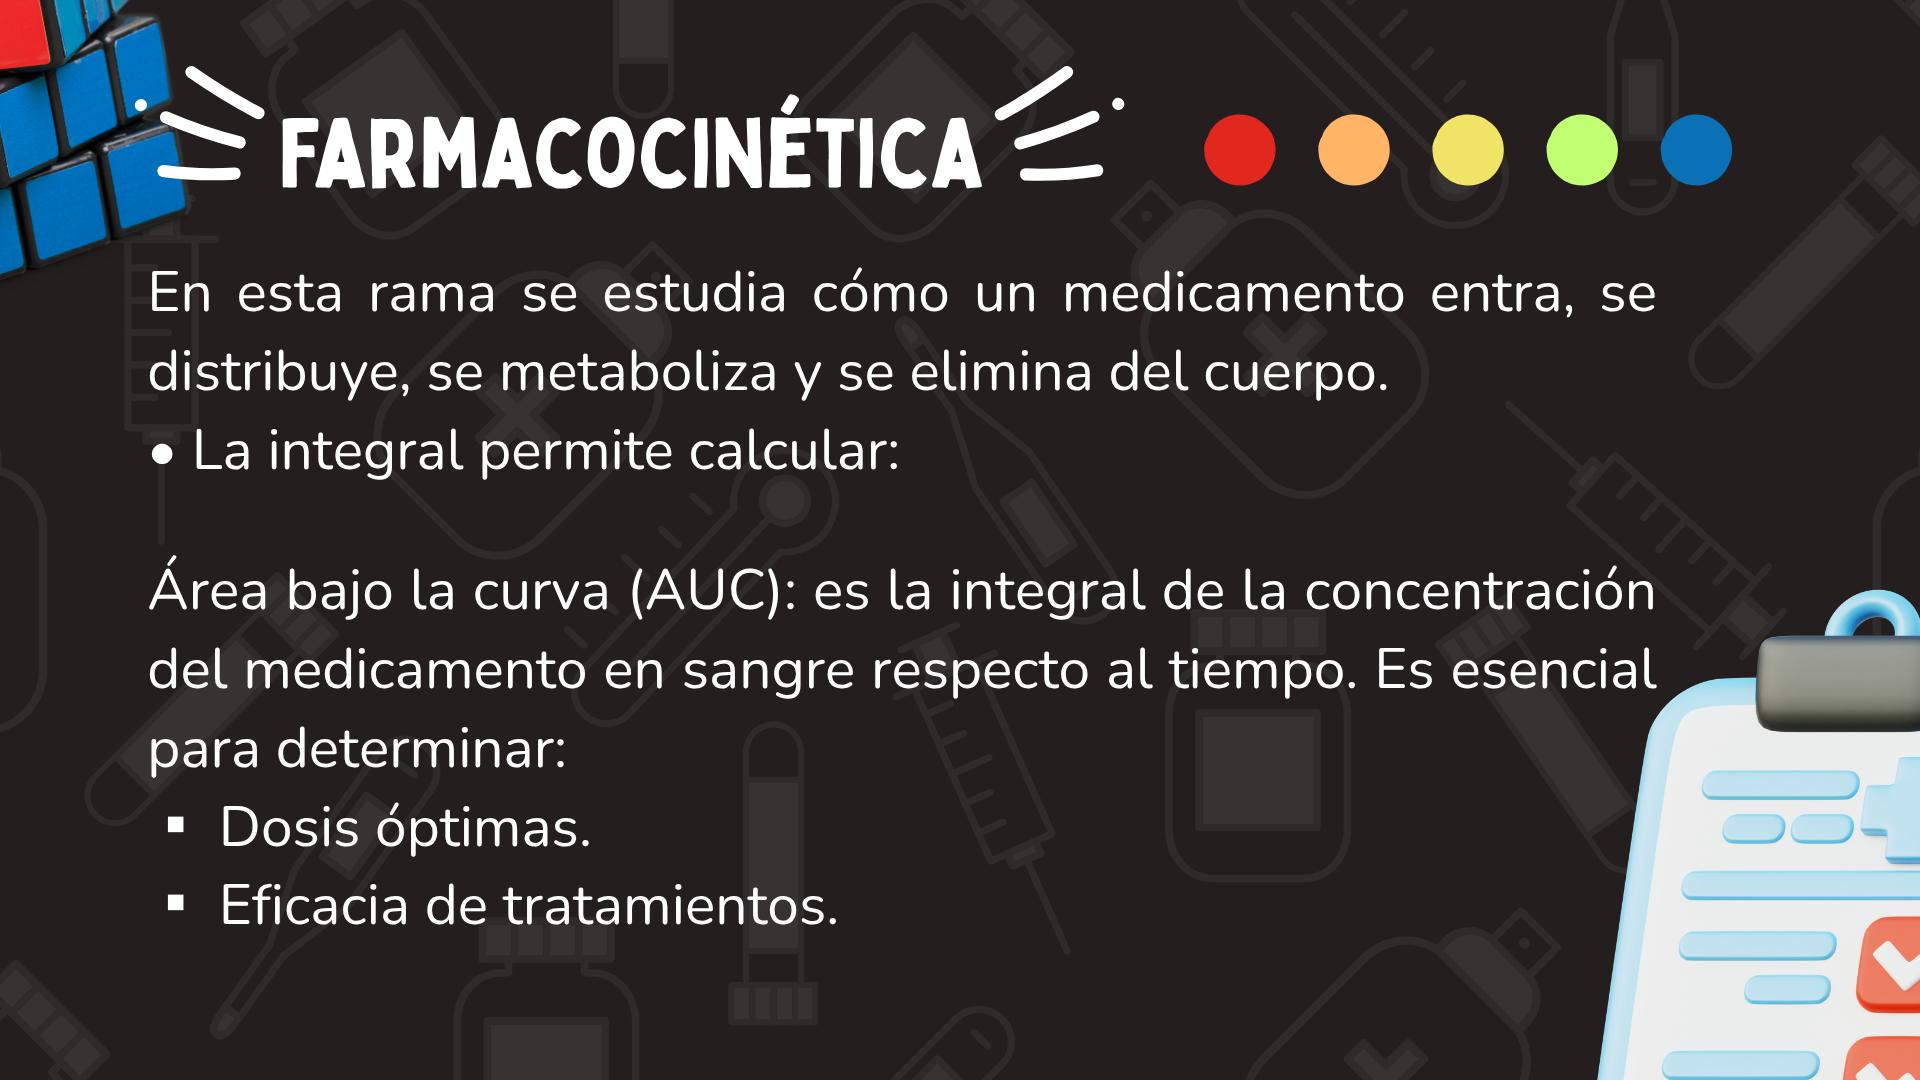 FARMACOCINÉTICA
En esta rama se estudia cómo un medicamento entra, se
distribuye, se metaboliza y se elimina del cuerpo.
• La integral permite calcular:
Área bajo la curva (AUC): es la integral de la concentración
del medicamento en sangre respecto al tiempo. Es esencial
para determinar:
▪ Dosis óptimas.
▪ Eficacia de tratamientos.